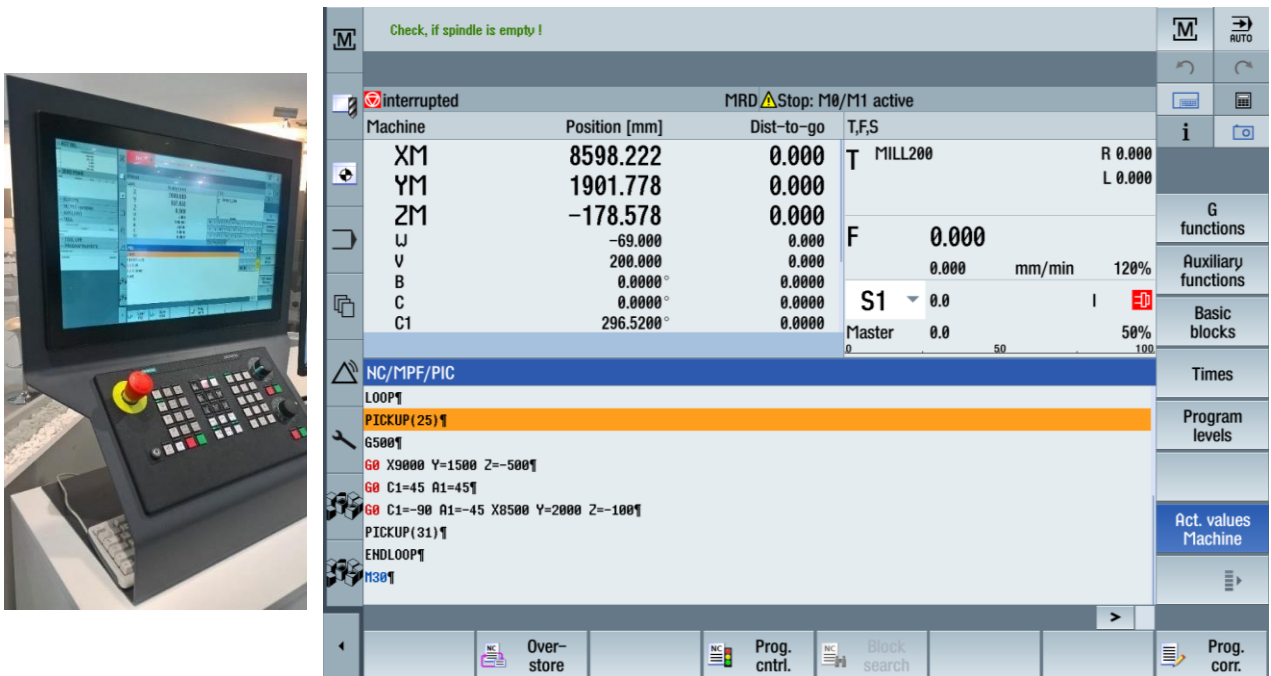 Check, if spindle is empty !
M
M
AUTO
interrupted
MRD Stop: M0/M1 active
i
Machine Position [mm] Dist-to-go T,F,S
XM 8598.222 0.000
YM 1901.778 0.000
ZM -178.578 0.000
W -69.000 0.000
V 200.000 0.000
B 0.0000° 0.0000
C 0.0000° 0.0000
C1 296.5200° 0.0000
T MILL200 R 0.000
L 0.000
F 0.000
0.000 mm/min 120%
S1 0.0 I
Master 0.0 50%
0 50 100
NC/MPF/PIC
LOOP¶
PICKUP(25)¶
G500¶
G0 X9000 Y=1500 Z=-500¶
G0 C1=45 A1=45¶
G0 C1=-90 A1=-45 X8500 Y=2000 Z=-100¶
PICKUP(31)¶
ENDLOOP¶
M30¶
G
functions
Auxiliary
functions
Basic
blocks
Times
Program
levels
Act. values
Machine
>
NC
Over-
store
NC
Prog.
cntrl.
NC
Block
search
Prog.
corr.